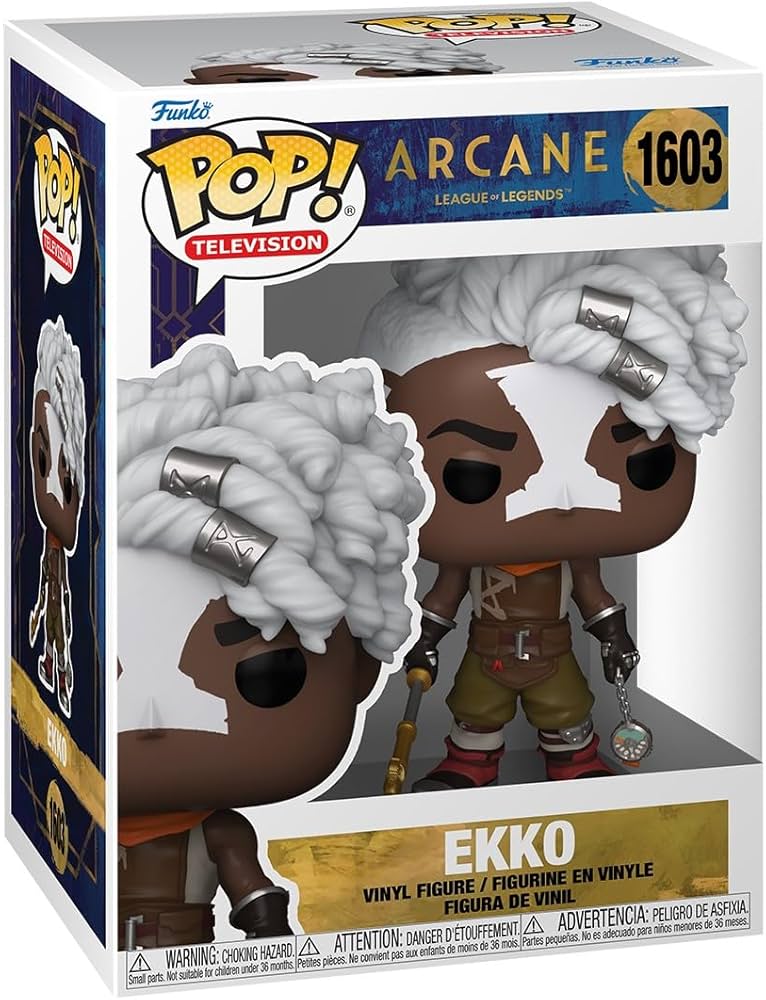 Funko
POP!
TELEVISION
ARCANE
LEAGUE OF LEGENDS™
1603
POP!
TELEVISION
EKKO
1603
EKKO
VINYL FIGURE / FIGURINE EN VINYLE
FIGURA DE VINIL
WARNING: CHOKING HAZARD.
Small parts. Not suitable for children under 36 months.
ATTENTION: DANGER D'ÉTOUFFEMENT.
Petites pièces. Ne convient pas aux enfants de moins de 36 mois.
ADVERTENCIA: PELIGRO DE ASFIXIA.
Partes pequeñas. No es adecuado para niños menores de 36 meses.